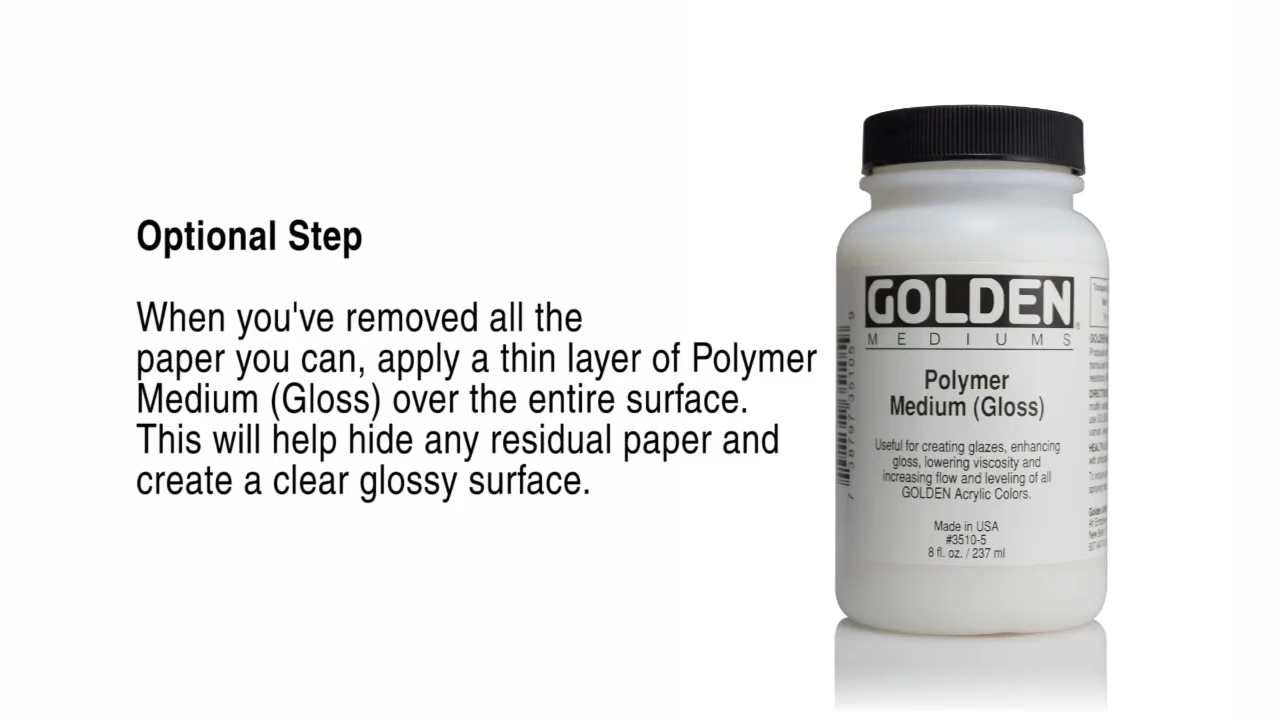 Optional Step
When you've removed all the
paper you can, apply a thin layer of Polymer
Medium (Gloss) over the entire surface.
This will help hide any residual paper and
create a clear glossy surface.
GOLDEN
MEDIUMS
Polymer
Medium (Gloss)
Useful for creating glazes, enhancing
gloss, lowering viscosity and
increasing flow and leveling of all
GOLDEN Acrylic Colors.
Made in USA
#3510-5
8 fl. oz. / 237 ml